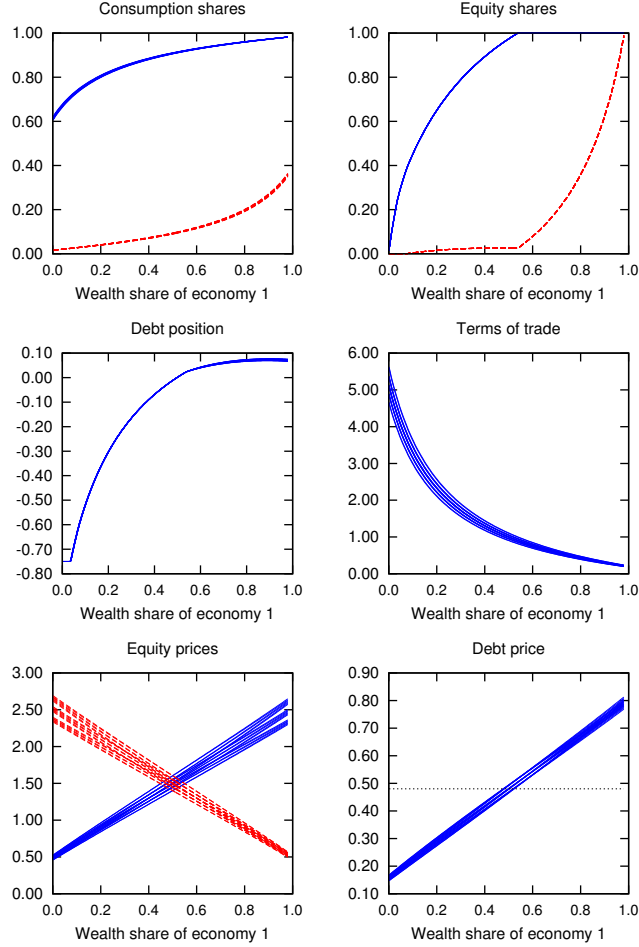 Consumption shares
1.00
0.80
0.60
0.40
0.20
0.00
0.0 0.2 0.4 0.6 0.8 1.0
Wealth share of economy 1
Equity shares
1.00
0.80
0.60
0.40
0.20
0.00
0.0 0.2 0.4 0.6 0.8 1.0
Wealth share of economy 1
Debt position
0.10
0.00
-0.10
-0.20
-0.30
-0.40
-0.50
-0.60
-0.70
-0.80
0.0 0.2 0.4 0.6 0.8 1.0
Wealth share of economy 1
Terms of trade
6.00
5.00
4.00
3.00
2.00
1.00
0.00
0.0 0.2 0.4 0.6 0.8 1.0
Wealth share of economy 1
Equity prices
3.00
2.50
2.00
1.50
1.00
0.50
0.00
0.0 0.2 0.4 0.6 0.8 1.0
Wealth share of economy 1
Debt price
0.90
0.80
0.70
0.60
0.50
0.40
0.30
0.20
0.10
0.0 0.2 0.4 0.6 0.8 1.0
Wealth share of economy 1